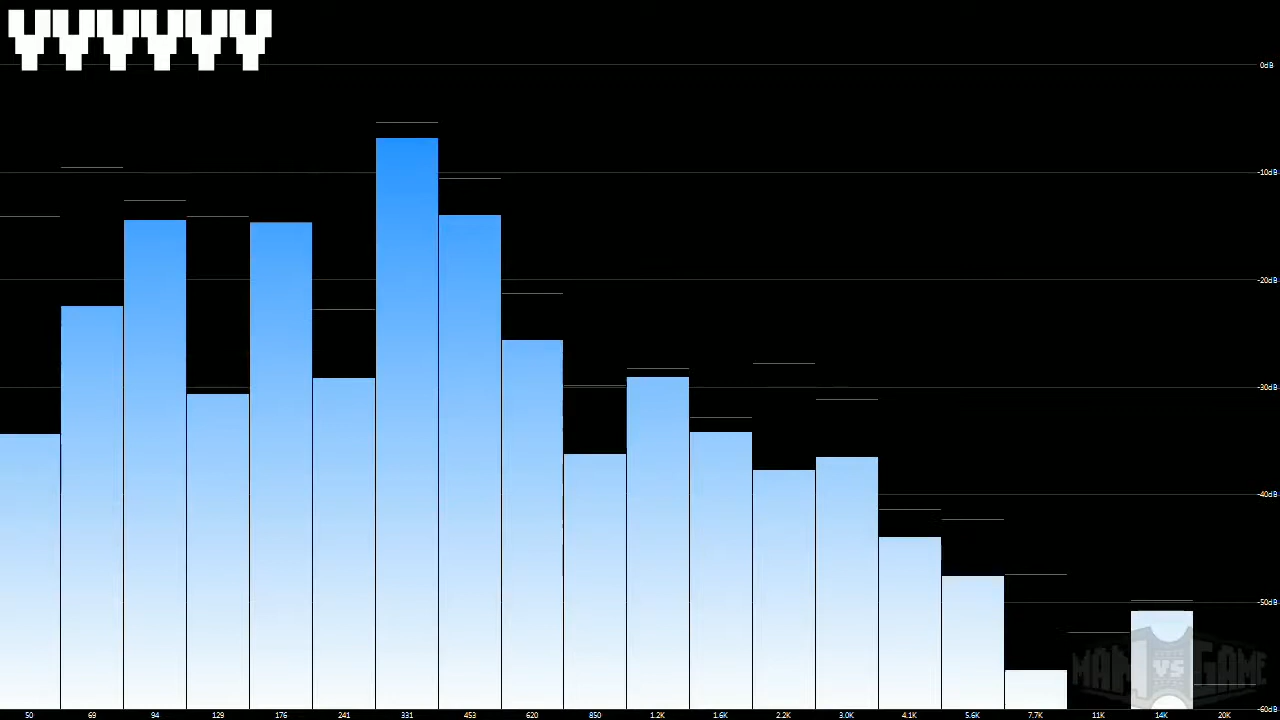 VVVVVV
0dB
-10dB
-20dB
-30dB
-40dB
-50dB
MAN VS GAME
-60dB
50 69 94 129 176 241 331 453 620 850 1.2K 1.6K 2.2K 3.0K 4.1K 5.6K 7.7K 11K 14K 20K